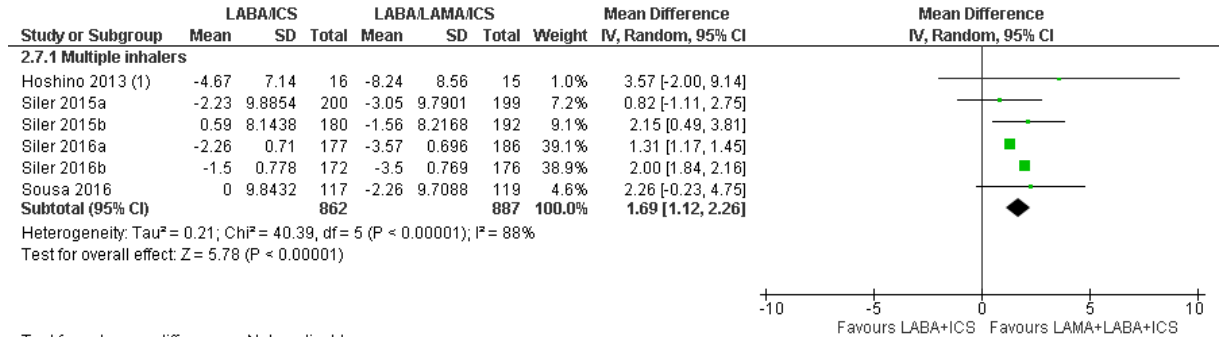 LABA/ICS LABA/LAMA/ICS Mean Difference Mean Difference
Study or Subgroup Mean SD Total Mean SD Total Weight IV, Random, 95% CI IV, Random, 95% CI
2.7.1 Multiple inhalers
Hoshino 2013 (1) -4.67 7.14 16 -8.24 8.56 15 1.0% 3.57 [-2.00, 9.14]
Siler 2015a -2.23 9.8854 200 -3.05 9.7901 199 7.2% 0.82 [-1.11, 2.75]
Siler 2015b 0.59 8.1438 180 -1.56 8.2168 192 9.1% 2.15 [0.49, 3.81]
Siler 2016a -2.26 0.71 177 -3.57 0.696 186 39.1% 1.31 [1.17, 1.45]
Siler 2016b -1.5 0.778 172 -3.5 0.769 176 38.9% 2.00 [1.84, 2.16]
Sousa 2016 0 9.8432 117 -2.26 9.7088 119 4.6% 2.26 [-0.23, 4.75]
Subtotal (95% CI) 862 887 100.0% 1.69 [1.12, 2.26]
Heterogeneity: Tau² = 0.21; Chi² = 40.39, df = 5 (P < 0.00001); I² = 88%
Test for overall effect: Z = 5.78 (P < 0.00001)
-10 -5 0 5 10
Favours LABA+ICS Favours LAMA+LABA+ICS